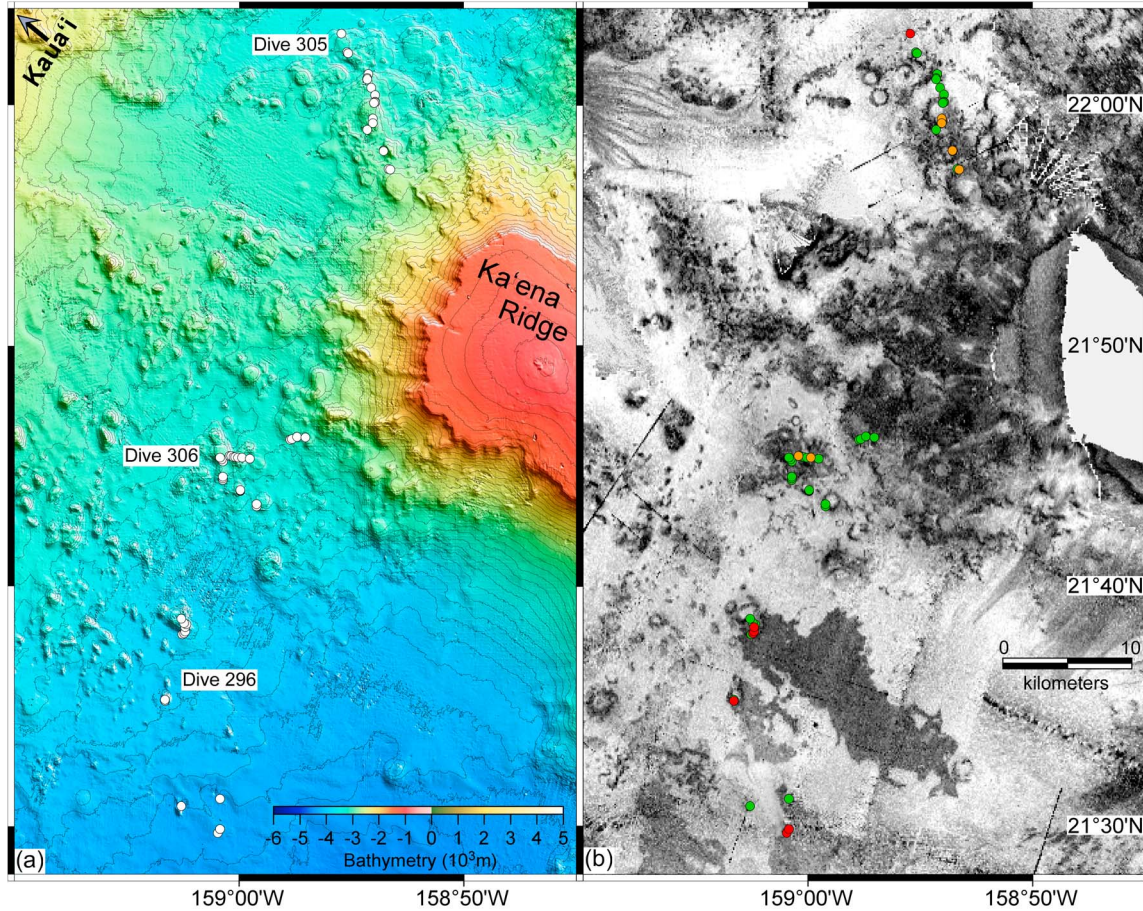 Kaua‘i
Dive 305
Ka‘ena
Ridge
Dive 306
Dive 296
-6 -5 -4 -3 -2 -1 0 1 2 3 4 5
Bathymetry (10³m)
(a)
159°00'W
158°50'W
22°00'N
21°50'N
21°40'N
0 10
kilometers
21°30'N
(b)
159°00'W
158°50'W